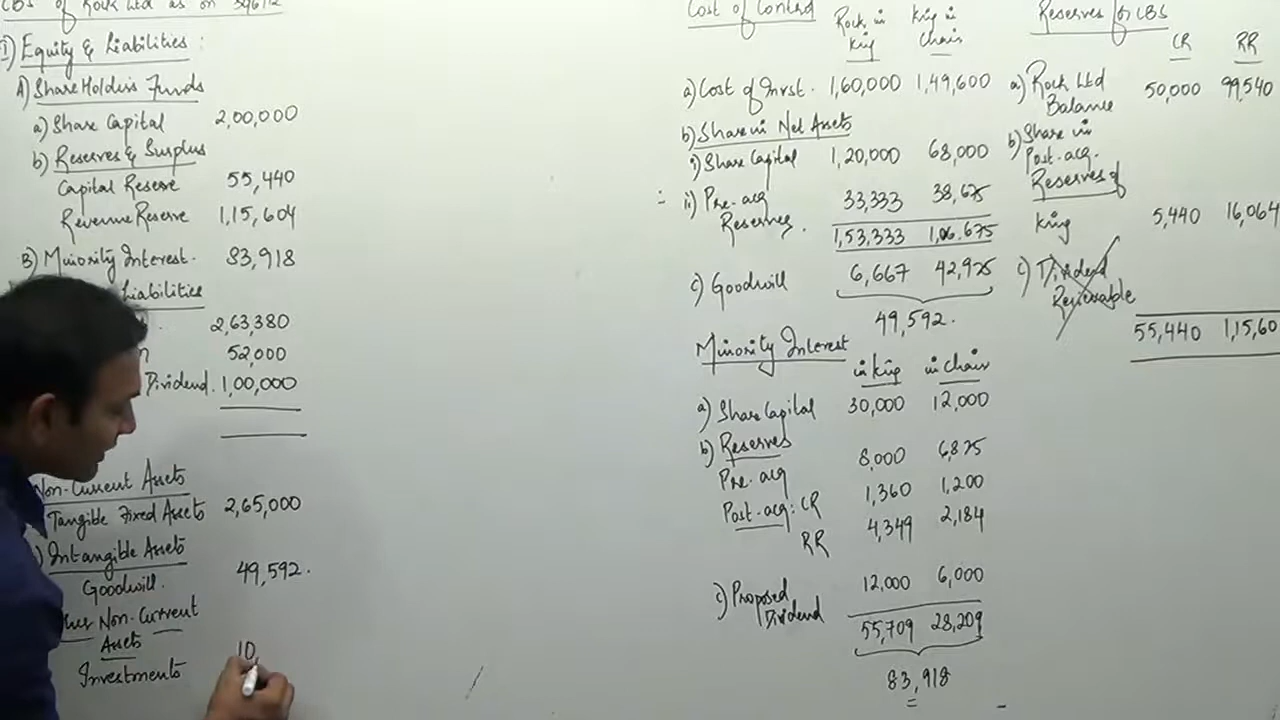 CBS of Rock Ltd as on
I) Equity & Liabilities :
A) ShareHolders Funds
a) Share Capital 2,00,000
b) Reserves & Surplus
Capital Reserve 55,440
Revenue Reserve 1,15,604
B) Minority Interest. 83,918
Liabilities
2,63,380
52,000
Dividend. 1,00,000
Non-Current Assets
Tangible Fixed Assets 2,65,000
Intangible Assets
Goodwill. 49,592.
Non-Current
Assets
Investments 10,
Cost of Control
Rock in King
King in Chair
a) Cost of Invst. 1,60,000 1,49,600
b) Share in Net Assets
i) Share Capital 1,20,000 68,000
ii) Pre-acq Reserves. 33,333 38,675
1,53,333 1,06,675
c) Goodwill 6,667 42,925
49,592.
Minority Interest
in King in Chair
a) Share Capital 30,000 12,000
b) Reserves
Pre-acq 8,000 6,825
Post-acq: CR 1,360 1,200
RR 4,349 2,184
c) Proposed Dividend 12,000 6,000
55,709 28,209
83,918
Reserves for CBS
CR RR
a) Rock Ltd Balance 50,000 99,540
b) Share in
Post-acq.
Reserves of
King 5,440 16,064
c) Dividend
Receivable
55,440 1,15,60